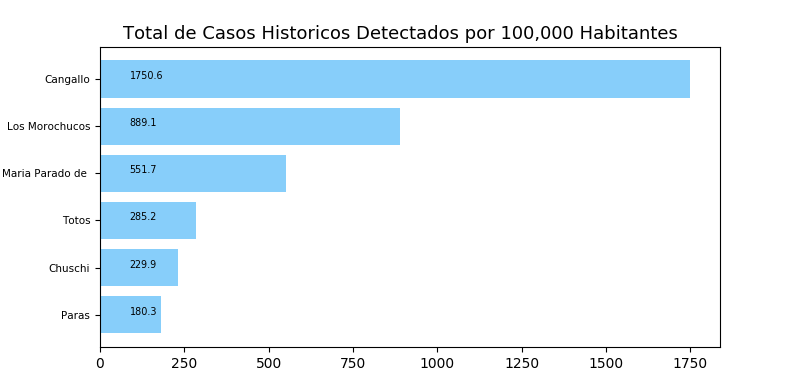 Total de Casos Historicos Detectados por 100,000 Habitantes
Cangallo 1750.6
Los Morochucos 889.1
Maria Parado de 551.7
Totos 285.2
Chuschi 229.9
Paras 180.3
0 250 500 750 1000 1250 1500 1750